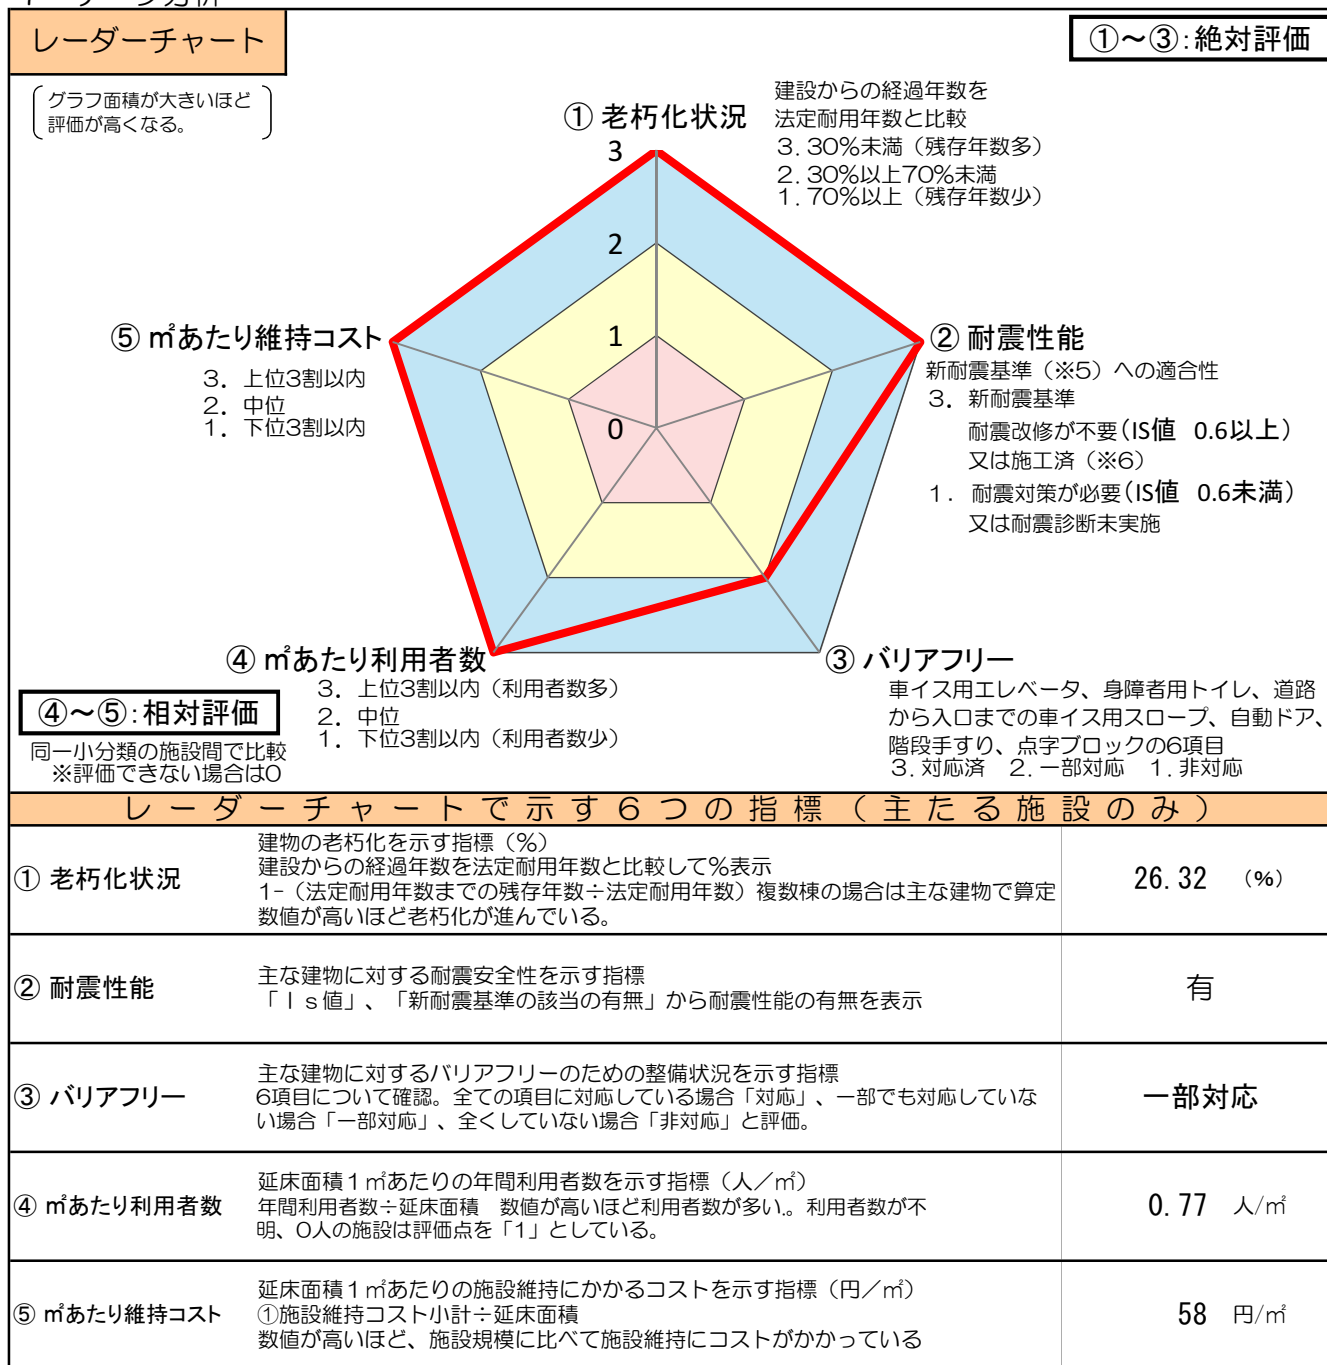 レーダーチャート
①～③:絶対評価
グラフ面積が大きいほど
評価が高くなる。
① 老朽化状況
建設からの経過年数を
法定耐用年数と比較
3. 30%未満（残存年数多）
2. 30%以上70%未満
1. 70%以上（残存年数少）
3
2
1
0
⑤ ㎡あたり維持コスト
3. 上位3割以内
2. 中位
1. 下位3割以内
② 耐震性能
新耐震基準（※5）への適合性
3. 新耐震基準
耐震改修が不要(IS値 0.6以上)
又は施工済（※6）
1. 耐震対策が必要(IS値 0.6未満)
又は耐震診断未実施
④ ㎡あたり利用者数
3. 上位3割以内（利用者数多）
2. 中位
1. 下位3割以内（利用者数少）
③ バリアフリー
車イス用エレベータ、身障者用トイレ、道路
から入口までの車イス用スロープ、自動ドア、
階段手すり、点字ブロックの6項目
3. 対応済 2. 一部対応 1. 非対応
④～⑤:相対評価
同一小分類の施設間で比較
※評価できない場合は0
レーダーチャートで示す6つの指標（主たる施設のみ）
① 老朽化状況
建物の老朽化を示す指標（%）
建設からの経過年数を法定耐用年数と比較して%表示
1-（法定耐用年数までの残存年数÷法定耐用年数）複数棟の場合は主な建物で算定
数値が高いほど老朽化が進んでいる。
26.32 （%）
② 耐震性能
主な建物に対する耐震安全性を示す指標
「Ｉｓ値」、「新耐震基準の該当の有無」から耐震性能の有無を表示
有
③ バリアフリー
主な建物に対するバリアフリーのための整備状況を示す指標
6項目について確認。全ての項目に対応している場合「対応」、一部でも対応していな
い場合「一部対応」、全くしていない場合「非対応」と評価。
一部対応
④ ㎡あたり利用者数
延床面積１㎡あたりの年間利用者数を示す指標（人／㎡）
年間利用者数÷延床面積 数値が高いほど利用者数が多い。利用者数が不
明、0人の施設は評価点を「1」としている。
0.77 人/㎡
⑤ ㎡あたり維持コスト
延床面積１㎡あたりの施設維持にかかるコストを示す指標（円／㎡）
①施設維持コスト小計÷延床面積
数値が高いほど、施設規模に比べて施設維持にコストがかかっている
58 円/㎡